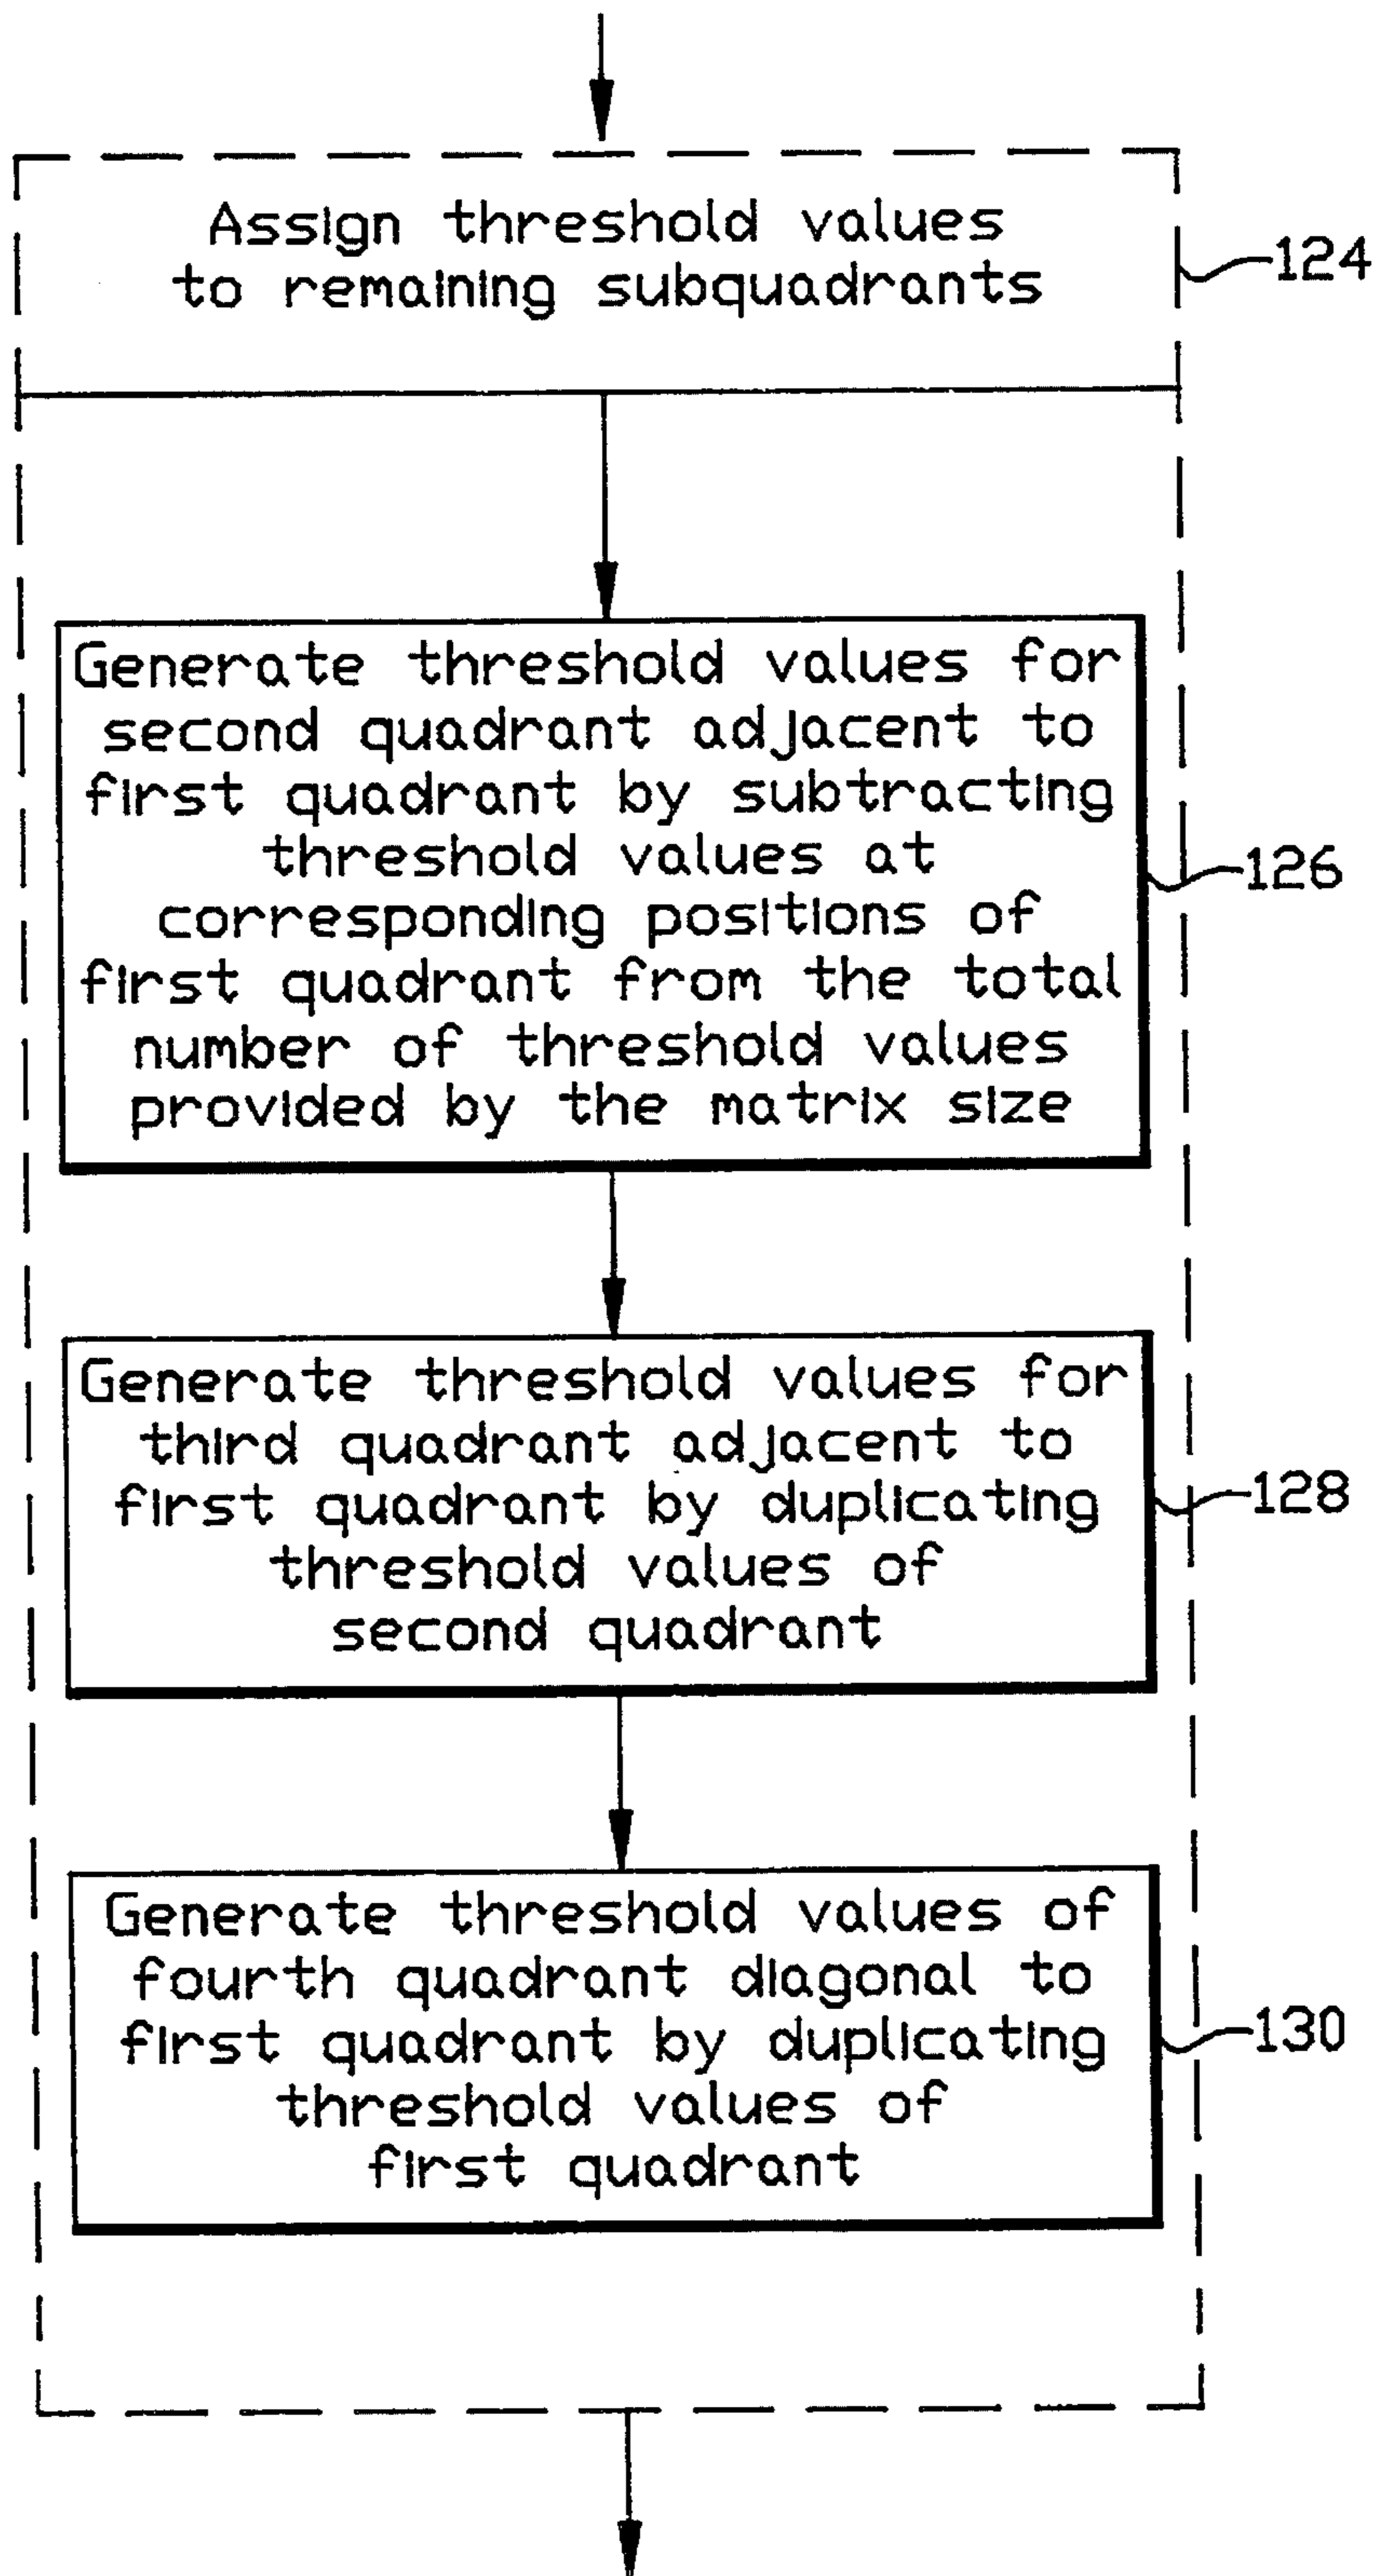 Assign threshold values
to remaining subquadrants
124
Generate threshold values for
second quadrant adjacent to
first quadrant by subtracting
threshold values at
corresponding positions of
first quadrant from the total
number of threshold values
provided by the matrix size
126
Generate threshold values for
third quadrant adjacent to
first quadrant by duplicating
threshold values of
second quadrant
128
Generate threshold values of
fourth quadrant diagonal to
first quadrant by duplicating
threshold values of
first quadrant
130